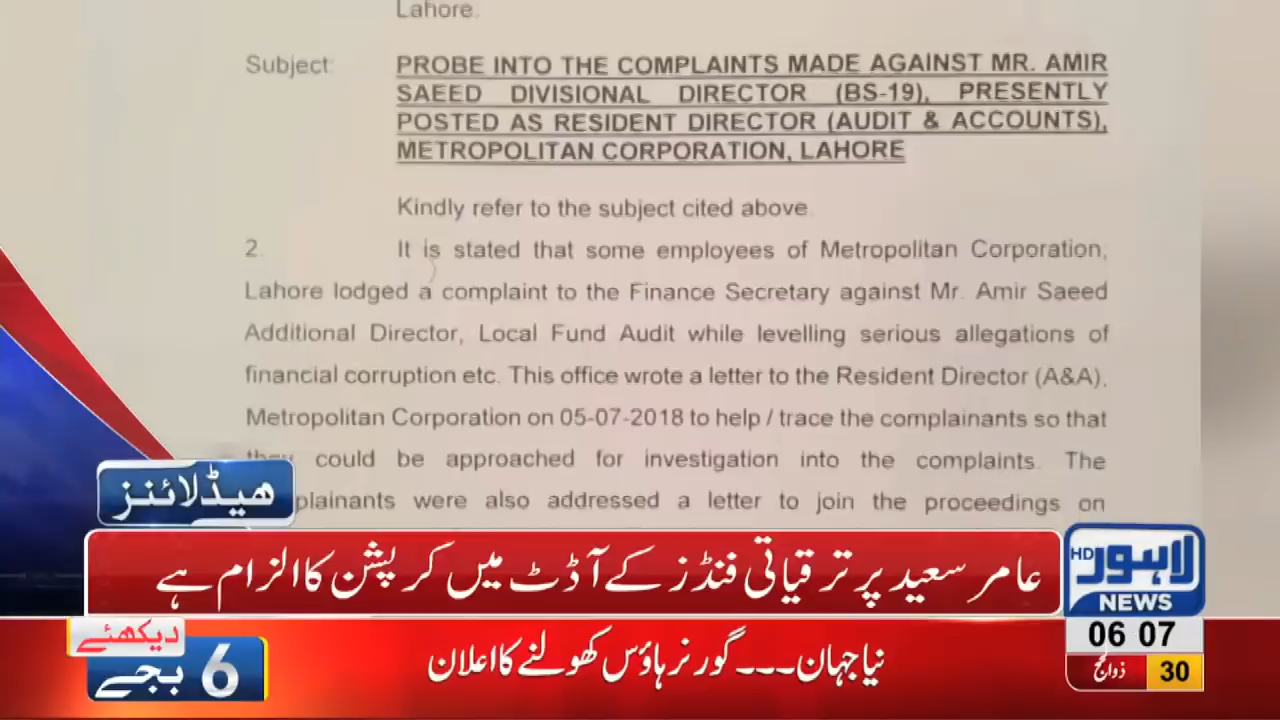 Lahore.
Subject: PROBE INTO THE COMPLAINTS MADE AGAINST MR. AMIR
SAEED DIVISIONAL DIRECTOR (BS-19), PRESENTLY
POSTED AS RESIDENT DIRECTOR (AUDIT & ACCOUNTS),
METROPOLITAN CORPORATION, LAHORE
Kindly refer to the subject cited above.
2. It is stated that some employees of Metropolitan Corporation,
Lahore lodged a complaint to the Finance Secretary against Mr. Amir Saeed
Additional Director, Local Fund Audit while levelling serious allegations of
financial corruption etc. This office wrote a letter to the Resident Director (A&A),
Metropolitan Corporation on 05-07-2018 to help / trace the complainants so that
they could be approached for investigation into the complaints. The
plainants were also addressed a letter to join the proceedings on
ھیڈلائنز
عامر سعید پر ترقیاتی فنڈز کے آڈٹ میں کرپشن کا الزام ہے
HD لاہور
NEWS
06 07
ذوالحج 30
دیکھئے
6 بجے
نیا جہان۔۔۔گورنر ہاؤس کھولنے کا اعلان